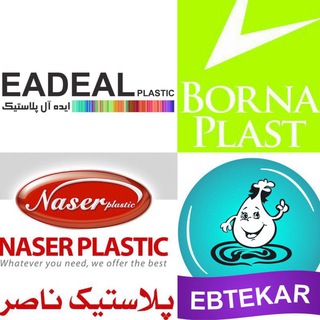 EADEAL PLASTIC
ایده آل پلاستیک
BORNA
PLAST
Naser
plastic
NASER PLASTIC
Whatever you need, we offer the best
پلاستیک ناصر
EBTEKAR